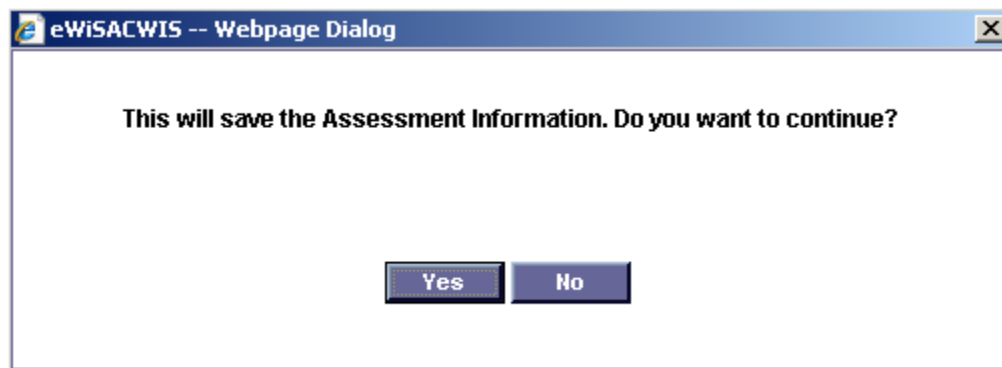 eWiSACWIS -- Webpage Dialog
This will save the Assessment Information. Do you want to continue?
Yes No